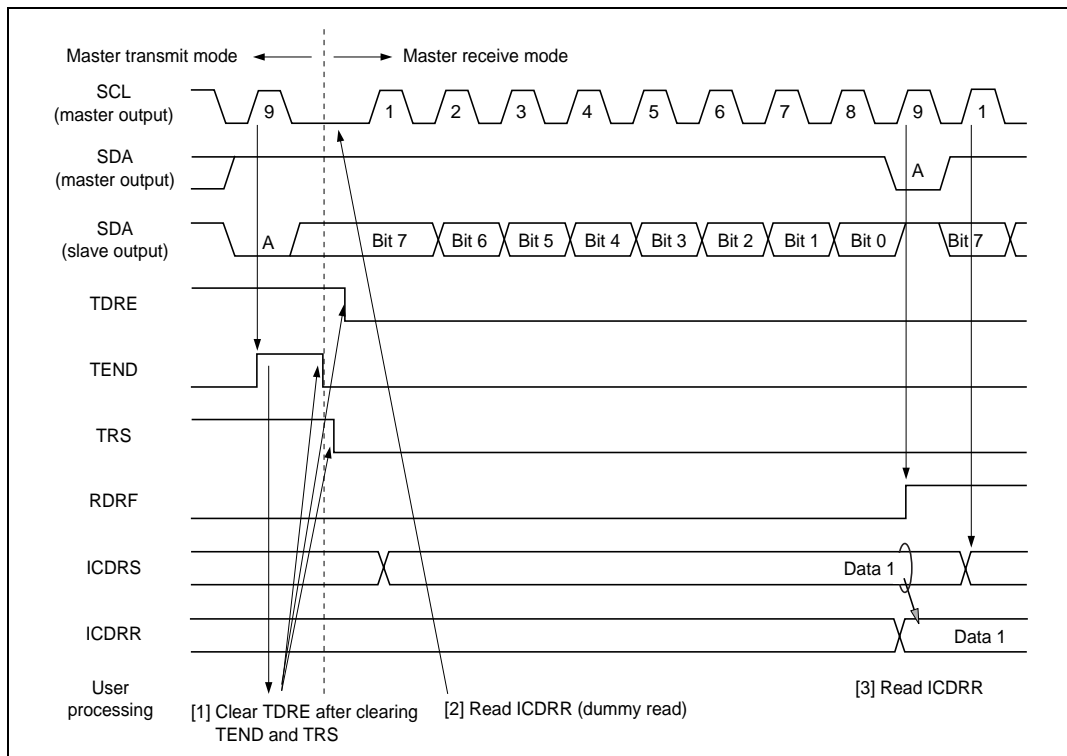 Master transmit mode
Master receive mode
SCL
(master output)
9 1 2 3 4 5 6 7 8 9 1
SDA
(master output)
A
SDA
(slave output)
A Bit 7 Bit 6 Bit 5 Bit 4 Bit 3 Bit 2 Bit 1 Bit 0 Bit 7
TDRE
TEND
TRS
RDRF
ICDRS
Data 1
ICDRR
Data 1
User
processing
[1] Clear TDRE after clearing
TEND and TRS
[2] Read ICDRR (dummy read)
[3] Read ICDRR